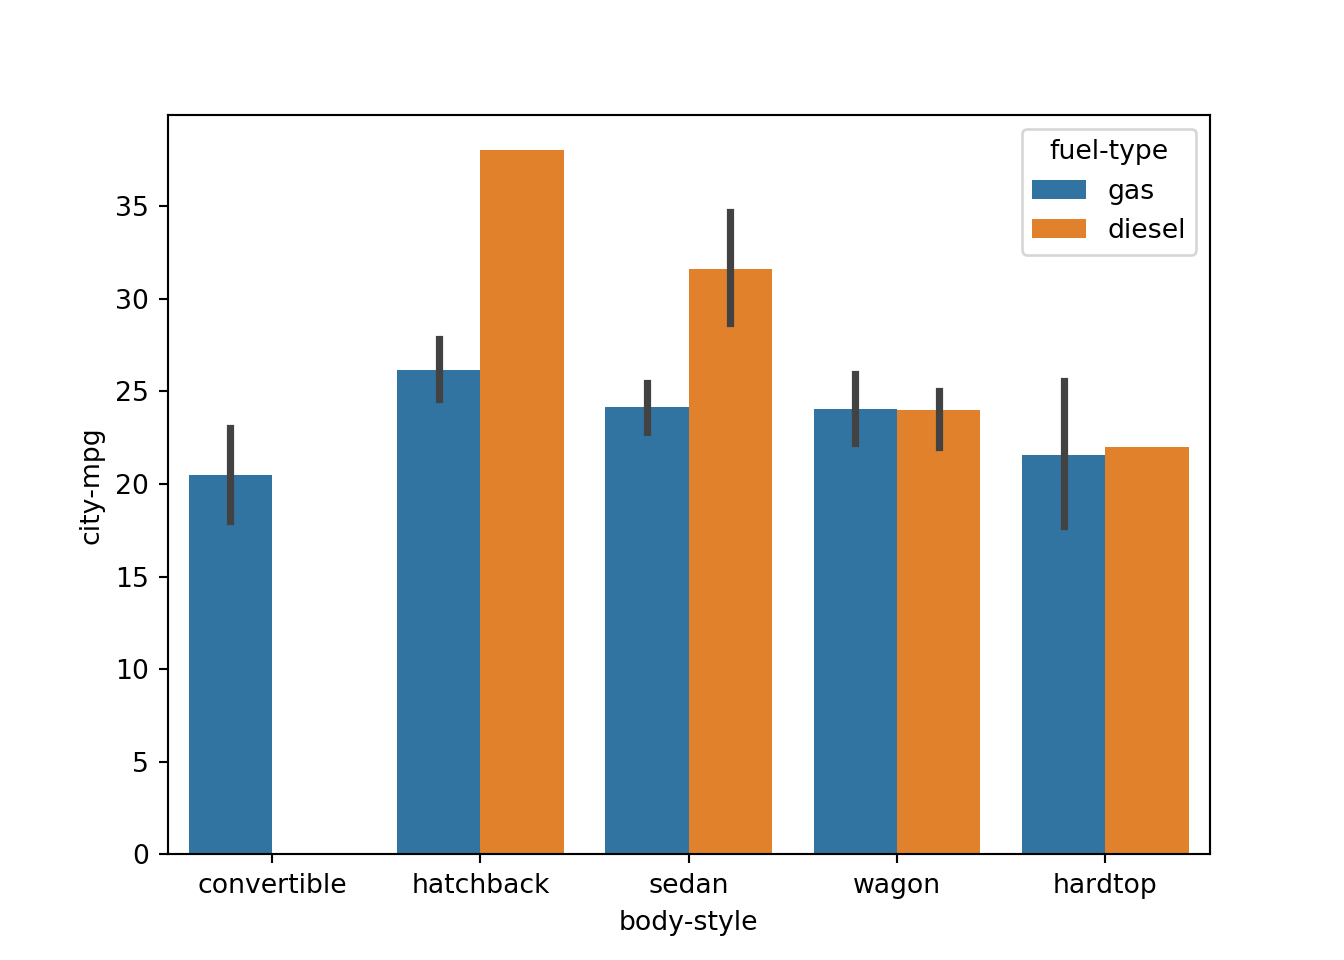 fuel-type
gas
diesel
35
30
25
20
15
10
5
0
city-mpg
convertible hatchback sedan wagon hardtop
body-style